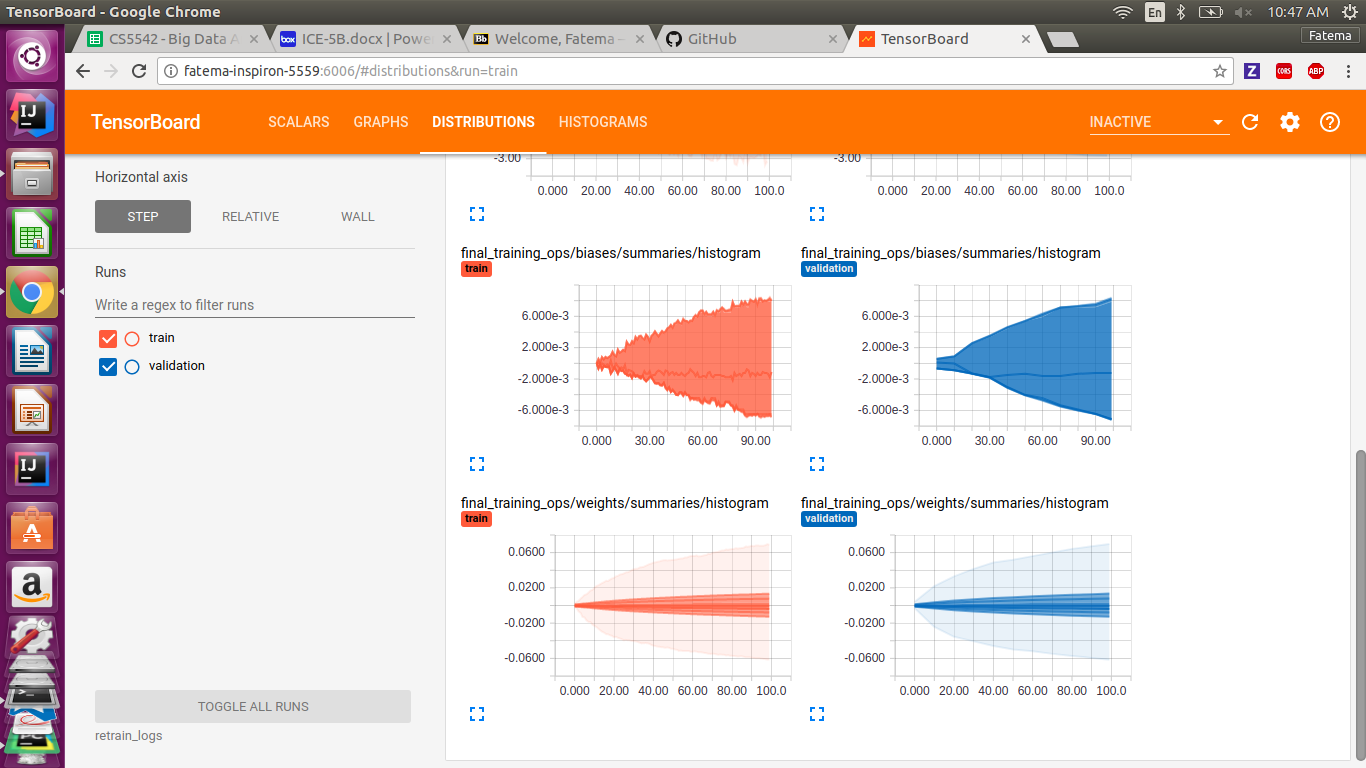 TensorBoard - Google Chrome
En
10:47 AM
CS5542 - Big Data A
box
ICE-5B.docx | Powe
Bb
Welcome, Fatema –
GitHub
TensorBoard
Fatema
fatema-inspiron-5559:6006/#distributions&run=train
Z
CORS
ABP
TensorBoard
SCALARS
GRAPHS
DISTRIBUTIONS
HISTOGRAMS
INACTIVE
Horizontal axis
STEP
RELATIVE
WALL
Runs
Write a regex to filter runs
train
validation
TOGGLE ALL RUNS
retrain_logs
-3.00
0.000 20.00 40.00 60.00 80.00 100.0
-3.00
0.000 20.00 40.00 60.00 80.00 100.0
final_training_ops/biases/summaries/histogram
train
6.000e-3
2.000e-3
-2.000e-3
-6.000e-3
0.000 30.00 60.00 90.00
final_training_ops/biases/summaries/histogram
validation
6.000e-3
2.000e-3
-2.000e-3
-6.000e-3
0.000 30.00 60.00 90.00
final_training_ops/weights/summaries/histogram
train
0.0600
0.0200
-0.0200
-0.0600
0.000 20.00 40.00 60.00 80.00 100.0
final_training_ops/weights/summaries/histogram
validation
0.0600
0.0200
-0.0200
-0.0600
0.000 20.00 40.00 60.00 80.00 100.0
IJ
IJ
A
a
PC